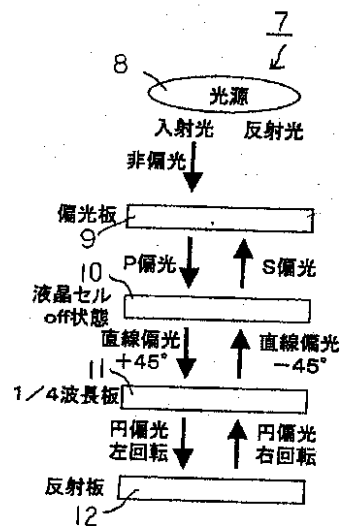 7
8
光源
入射光 反射光
非偏光
偏光板
9
P偏光 S偏光
10
液晶セル
off状態
直線偏光
+45°
直線偏光
-45°
11
1/4波長板
円偏光
左回転
円偏光
右回転
反射板
12